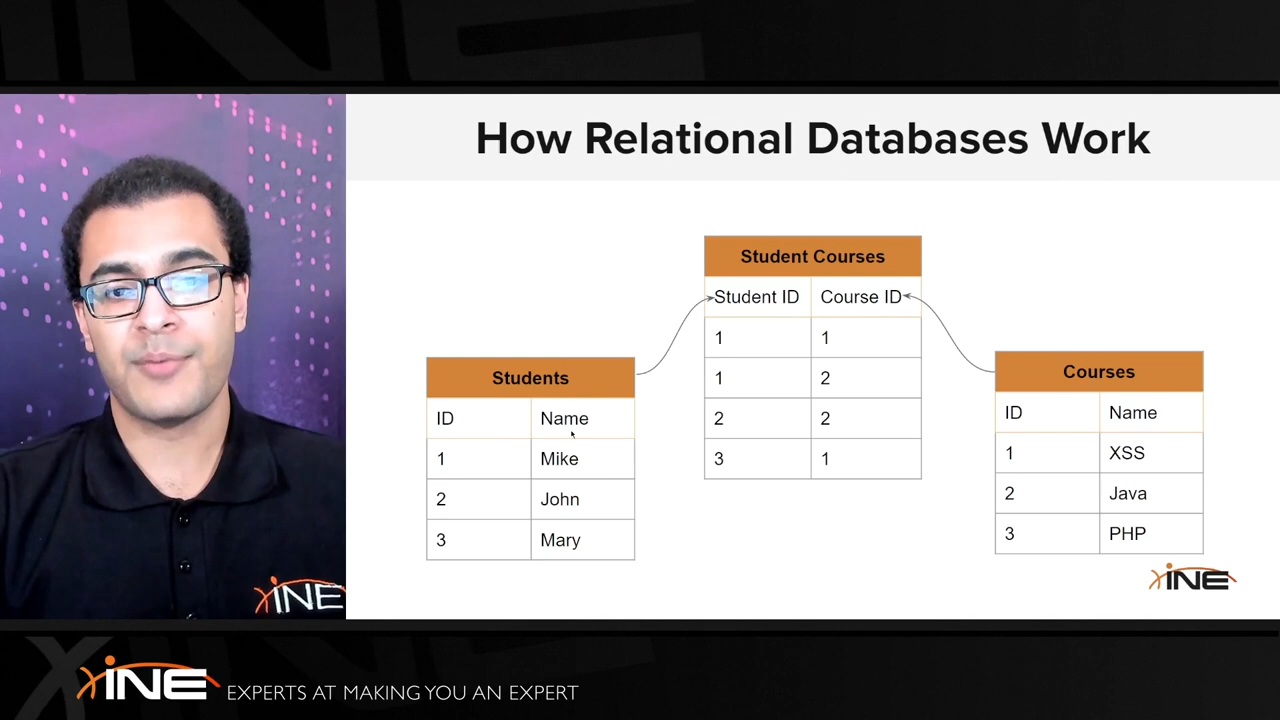 How Relational Databases Work
Student Courses
Student ID Course ID
1 1
1 2
2 2
3 1
Students
ID Name
1 Mike
2 John
3 Mary
Courses
ID Name
1 XSS
2 Java
3 PHP
INE
INE
INE EXPERTS AT MAKING YOU AN EXPERT